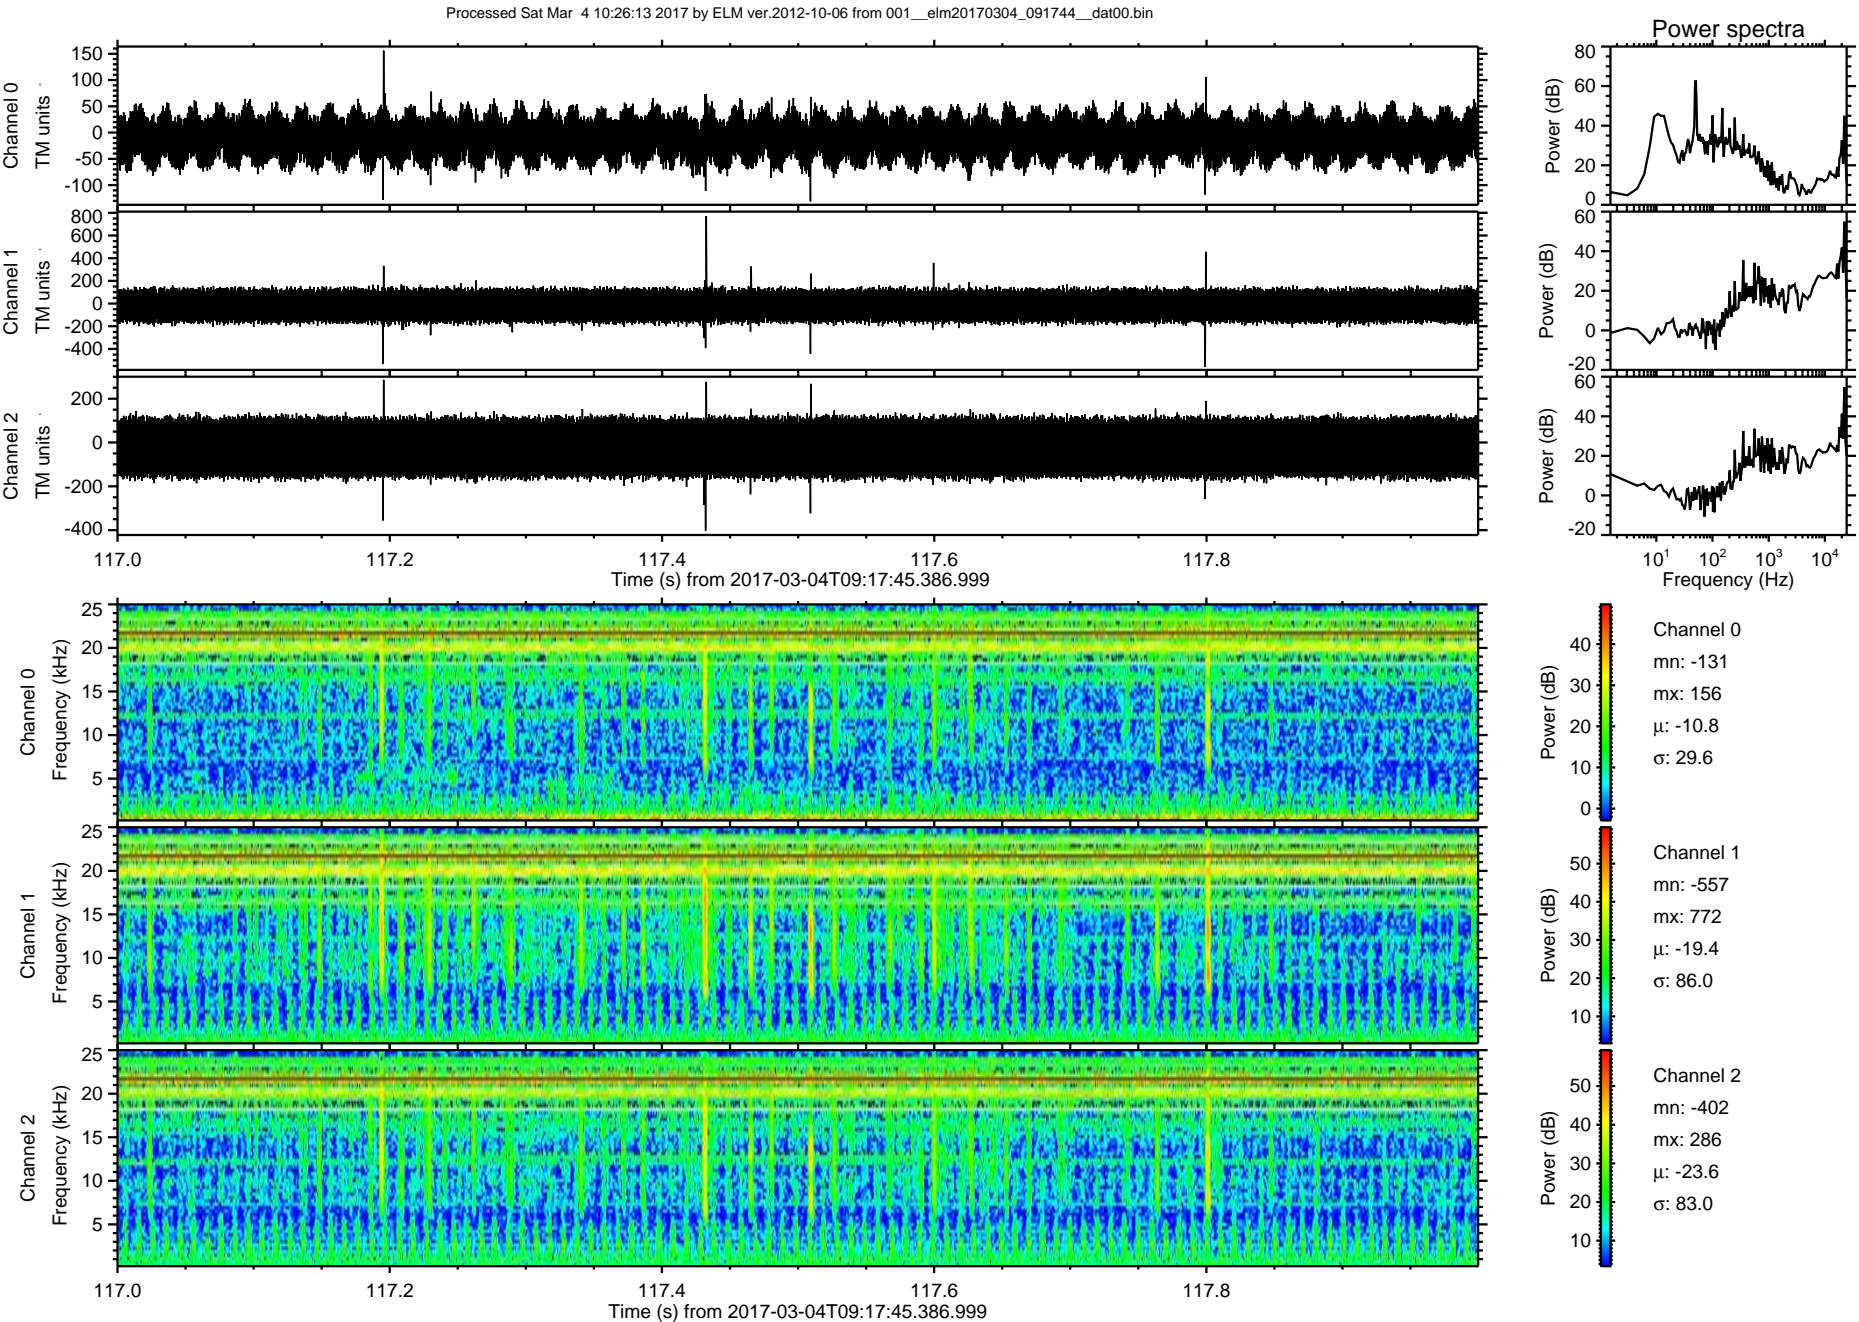 Processed Sat Mar  4 10:26:13 2017 by ELM ver.2012-10-06 from 001__elm20170304_091744__dat00.bin
Power spectra
Channel 0
TM units
150
100
50
0
-50
-100
Power (dB)
80
60
40
20
0
Channel 1
TM units
800
600
400
200
0
-200
-400
Power (dB)
60
40
20
0
-20
Channel 2
TM units
200
0
-200
-400
Power (dB)
60
40
20
0
-20
117.0 117.2 117.4 117.6 117.8
Time (s) from 2017-03-04T09:17:45.386.999
10^1 10^2 10^3 10^4
Frequency (Hz)
Channel 0
Frequency (kHz)
25
20
15
10
5
Power (dB)
40
30
20
10
0
Channel 0
mn: -131
mx: 156
μ: -10.8
σ: 29.6
Channel 1
Frequency (kHz)
25
20
15
10
5
Power (dB)
50
40
30
20
10
Channel 1
mn: -557
mx: 772
μ: -19.4
σ: 86.0
Channel 2
Frequency (kHz)
25
20
15
10
5
Power (dB)
50
40
30
20
10
Channel 2
mn: -402
mx: 286
μ: -23.6
σ: 83.0
117.0 117.2 117.4 117.6 117.8
Time (s) from 2017-03-04T09:17:45.386.999